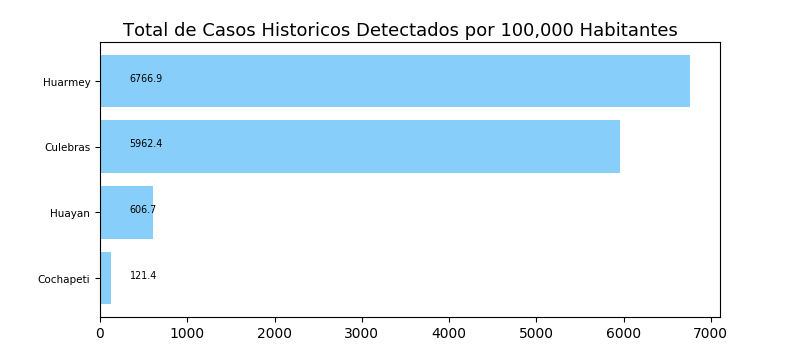 Total de Casos Historicos Detectados por 100,000 Habitantes
Huarmey 6766.9
Culebras 5962.4
Huayan 606.7
Cochapeti 121.4
0 1000 2000 3000 4000 5000 6000 7000